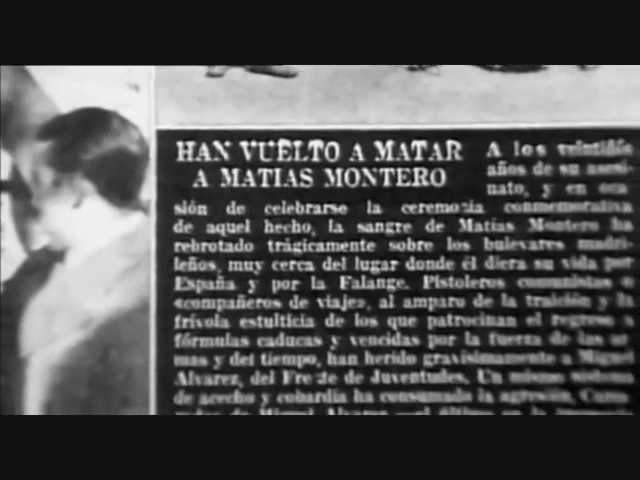 HAN VUELTO A MATAR
A MATIAS MONTERO
A los veintidós
años de su asesi-
nato, y en oca
sión de celebrarse la ceremonia conmemorativa
de aquel hecho, la sangre de Matías Montero ha
rebrotado trágicamente sobre los bulevares madri-
leños, muy cerca del lugar donde él diera su vida por
España y por la Falange. Pistoleros comunistas o
«compañeros de viaje», al amparo de la traición y la
frívola estulticia de los que patrocinan el regreso a
fórmulas caducas y vencidas por la fuerza de las ar
mas y del tiempo, han herido gravísimamente a Miguel
Alvarez, del Frente de Juventudes. Un mismo sistema
de acecho y cobardía ha consumado la agresión.